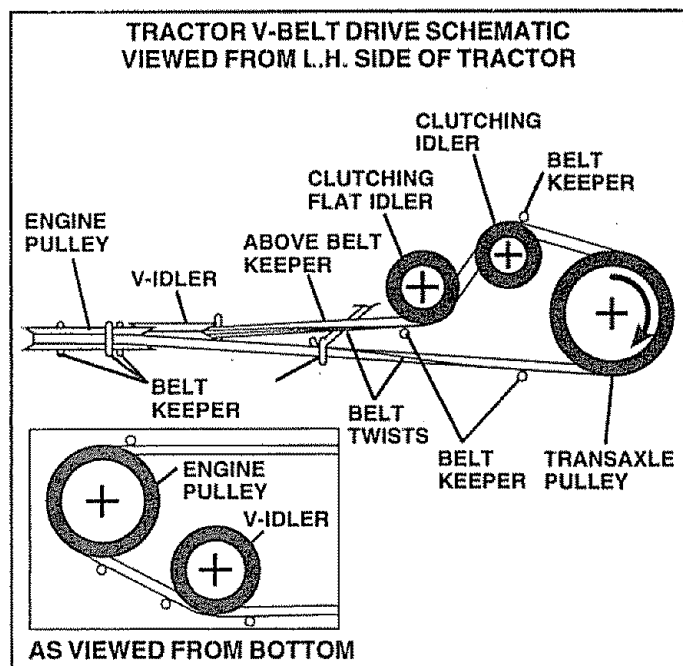 TRACTOR V-BELT DRIVE SCHEMATIC
VIEWED FROM L.H. SIDE OF TRACTOR
CLUTCHING
IDLER
BELT
KEEPER
CLUTCHING
FLAT IDLER
ENGINE
PULLEY
ABOVE BELT
KEEPER
V-IDLER
BELT
KEEPER
BELT
TWISTS
BELT
KEEPER
TRANSAXLE
PULLEY
ENGINE
PULLEY
V-IDLER
AS VIEWED FROM BOTTOM